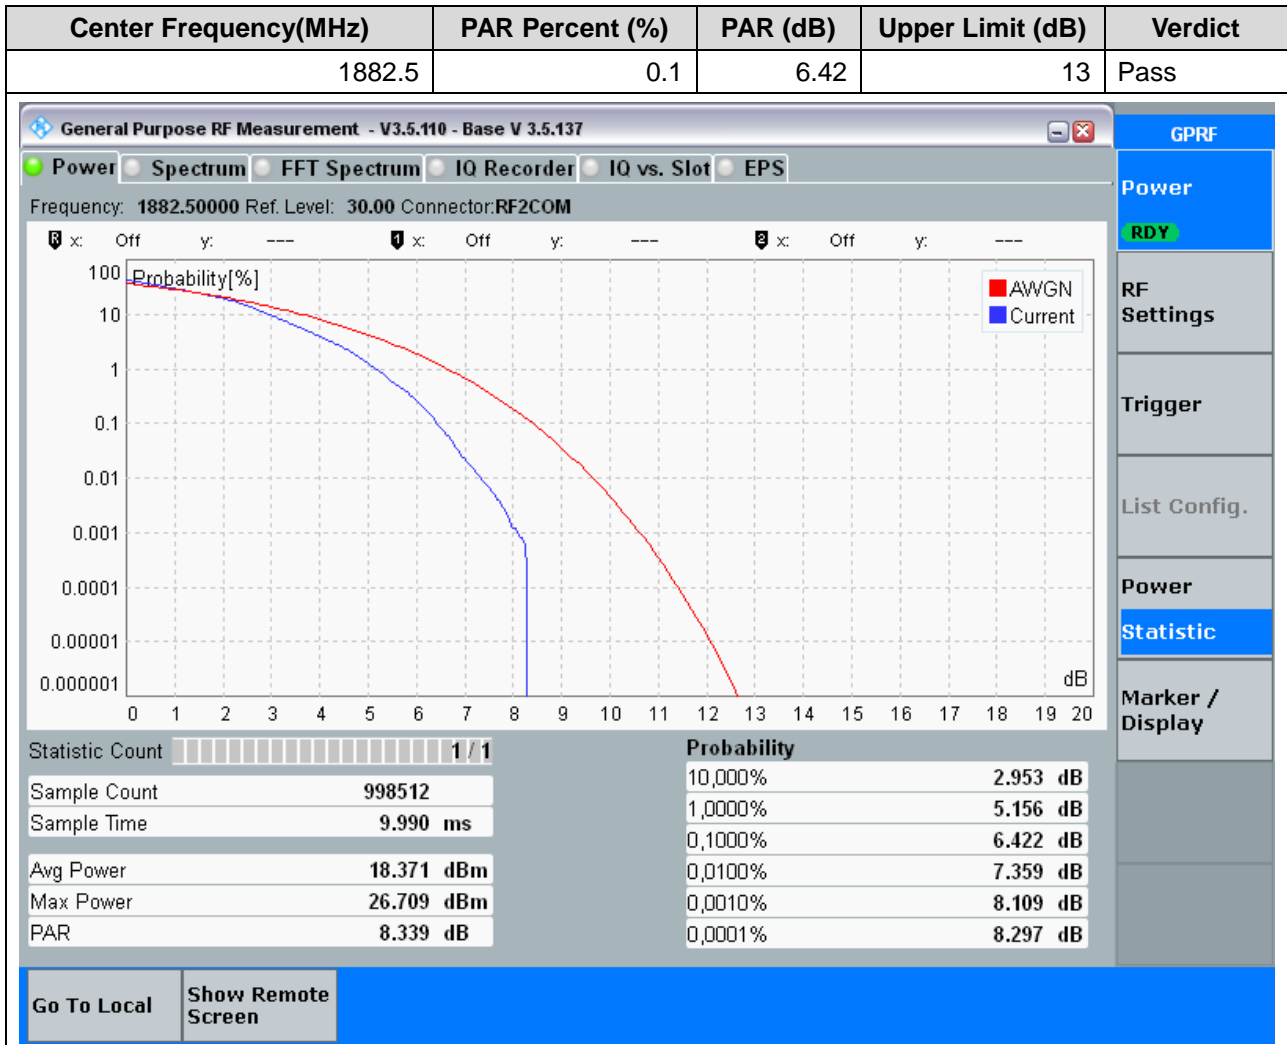 Center Frequency(MHz) PAR Percent (%) PAR (dB) Upper Limit (dB) Verdict
1882.5 0.1 6.42 13 Pass
General Purpose RF Measurement - V3.5.110 - Base V 3.5.137
GPRF
Power Spectrum FFT Spectrum IQ Recorder IQ vs. Slot EPS
Frequency: 1882.50000 Ref. Level: 30.00 Connector:RF2COM
R x: Off y: --- 1 x: Off y: --- 2 x: Off y: ---
Probability[%]
AWGN
Current
100
10
1
0.1
0.01
0.001
0.0001
0.00001
0.000001
dB
0 1 2 3 4 5 6 7 8 9 10 11 12 13 14 15 16 17 18 19 20
Statistic Count 1 / 1
Sample Count 998512
Sample Time 9.990 ms
Avg Power 18.371 dBm
Max Power 26.709 dBm
PAR 8.339 dB
Probability
10,000% 2.953 dB
1,0000% 5.156 dB
0,1000% 6.422 dB
0,0100% 7.359 dB
0,0010% 8.109 dB
0,0001% 8.297 dB
Power
RDY
RF
Settings
Trigger
List Config.
Power
Statistic
Marker /
Display
Go To Local
Show Remote
Screen